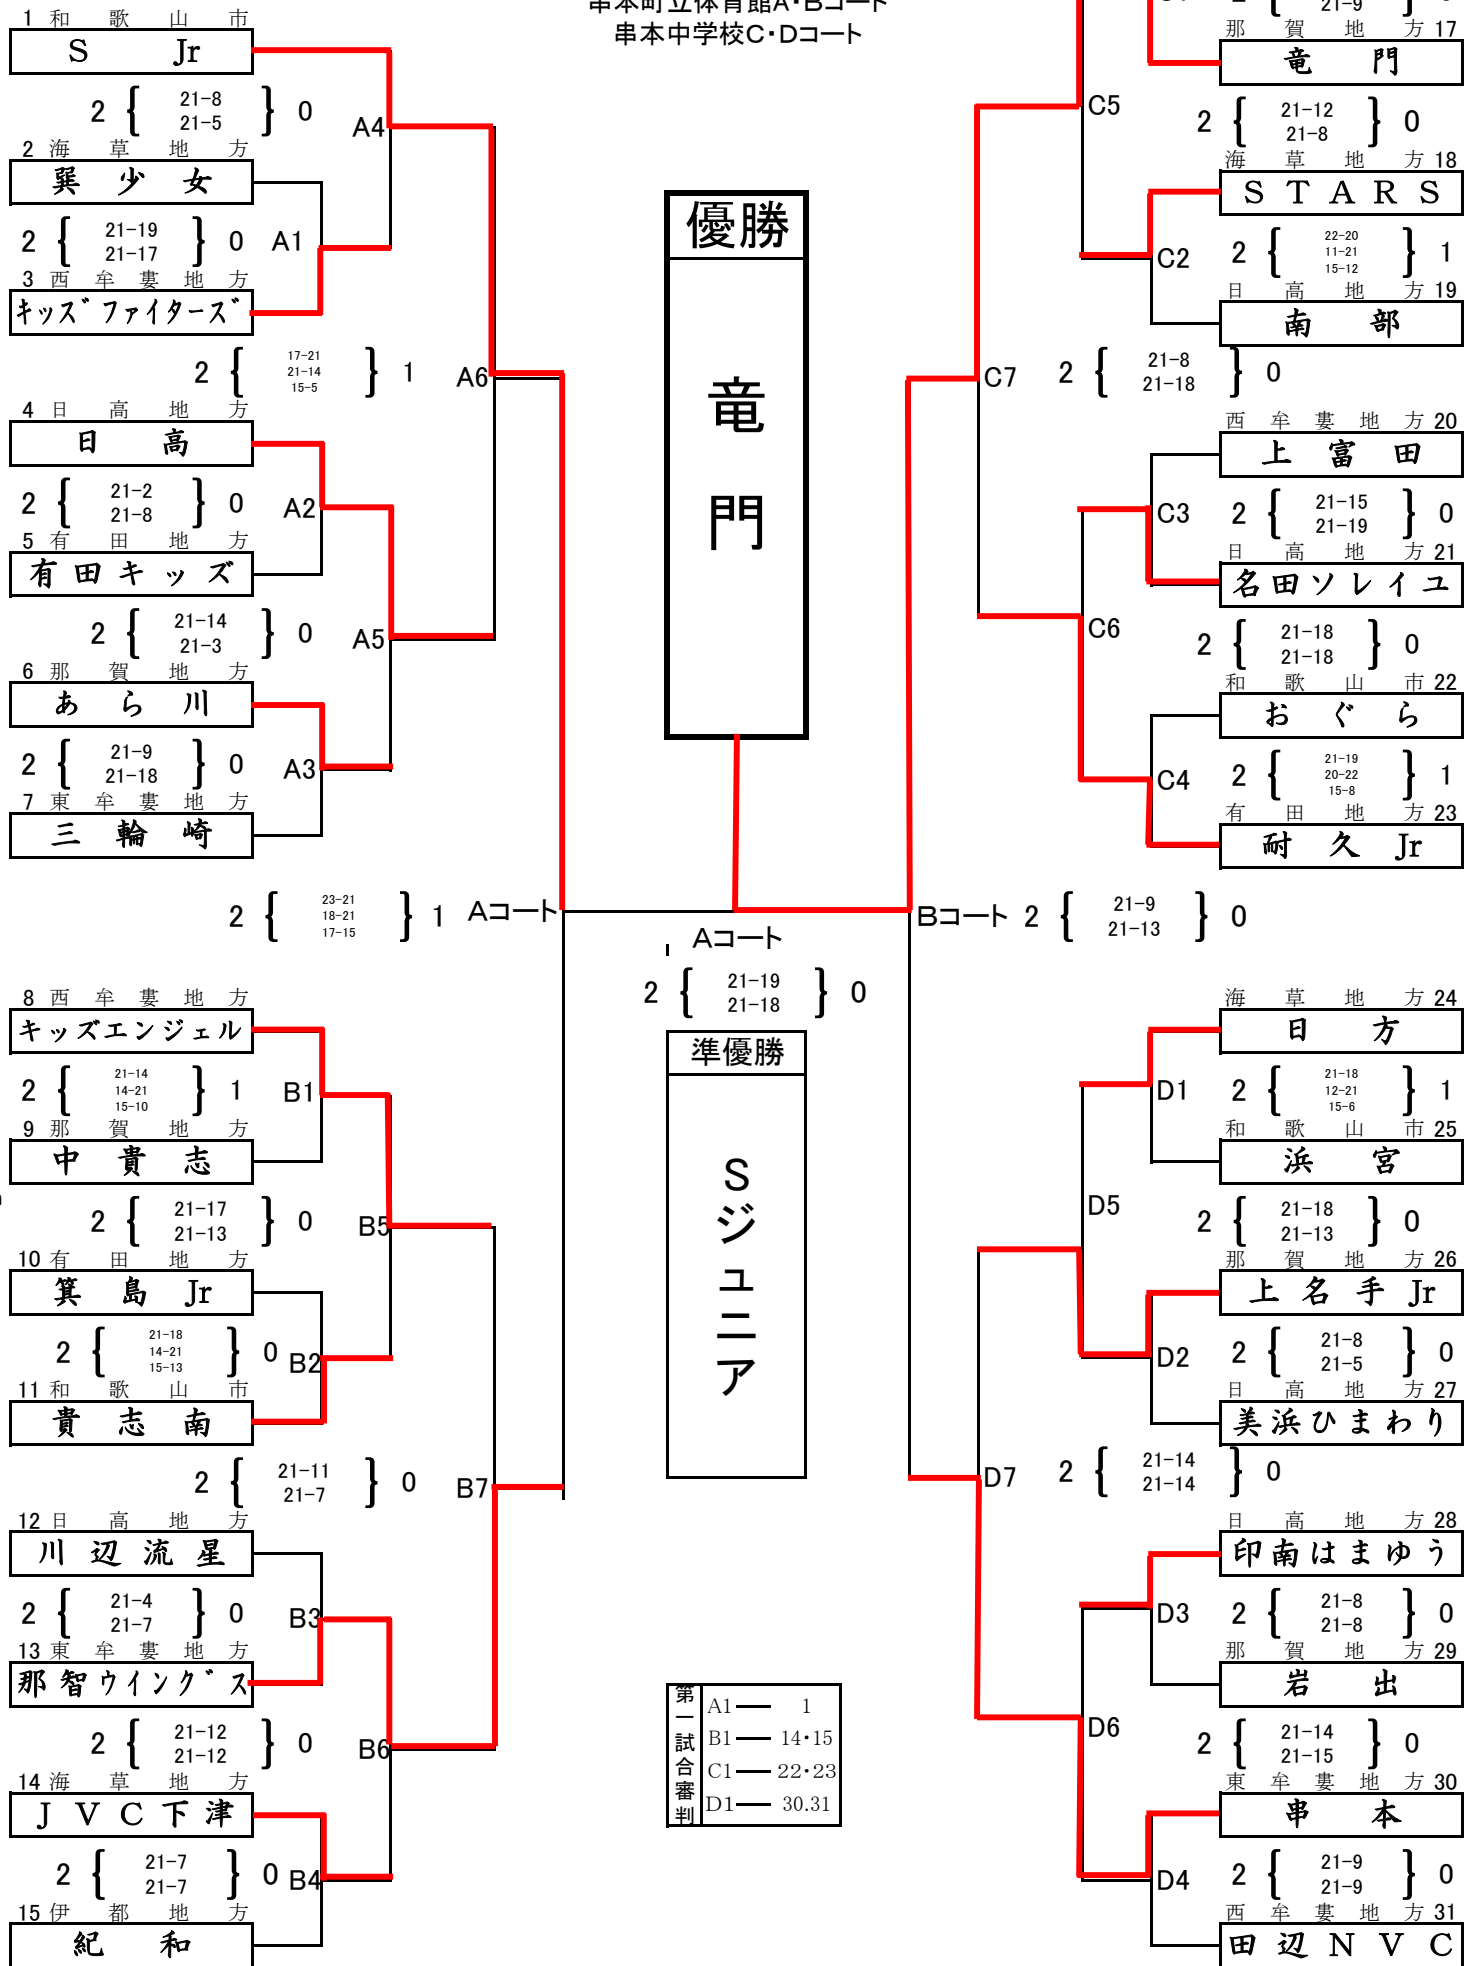 串本町立体育館A・Bコート
串本中学校C・Dコート
1 和歌山市
S Jr
2 { 21-8 21-5 } 0
A4
2 海草地方
巽少女
2 { 21-19 21-17 } 0
A1
3 西牟婁地方
キッズファイターズ
2 { 17-21 21-14 15-5 } 1
A6
4 日高地方
日高
2 { 21-2 21-8 } 0
A2
5 有田地方
有田キッズ
2 { 21-14 21-3 } 0
A5
6 那賀地方
あら川
2 { 21-9 21-18 } 0
A3
7 東牟婁地方
三輪崎
2 { 23-21 18-21 17-15 } 1
Aコート
8 西牟婁地方
キッズエンジェル
2 { 21-14 14-21 15-10 } 1
B1
9 那賀地方
中貴志
2 { 21-17 21-13 } 0
B5
10 有田地方
箕島Jr
2 { 21-18 14-21 15-13 } 0
B2
11 和歌山市
貴志南
2 { 21-11 21-7 } 0
B7
12 日高地方
川辺流星
2 { 21-4 21-7 } 0
B3
13 東牟婁地方
那智ウイングス
2 { 21-12 21-12 } 0
B6
14 海草地方
JVC下津
2 { 21-7 21-7 } 0
B4
15 伊都地方
紀和
優勝
竜門
Aコート
2 { 21-19 21-18 } 0
準優勝
Sジュニア
第一試合審判
A1 ― 1
B1 ― 14・15
C1 ― 22・23
D1 ― 30.31
21-9
那賀地方 17
竜門
C5
2 { 21-12 21-8 } 0
海草地方 18
STARS
C2
2 { 22-20 11-21 15-12 } 1
日高地方 19
南部
C7
2 { 21-8 21-18 } 0
西牟婁地方 20
上富田
C3
2 { 21-15 21-19 } 0
日高地方 21
名田ソレイユ
C6
2 { 21-18 21-18 } 0
和歌山市 22
おぐら
C4
2 { 21-19 20-22 15-8 } 1
有田地方 23
耐久Jr
Bコート
2 { 21-9 21-13 } 0
海草地方 24
日方
D1
2 { 21-18 12-21 15-6 } 1
和歌山市 25
浜宮
D5
2 { 21-18 21-13 } 0
那賀地方 26
上名手Jr
D2
2 { 21-8 21-5 } 0
日高地方 27
美浜ひまわり
D7
2 { 21-14 21-14 } 0
日高地方 28
印南はまゆう
D3
2 { 21-8 21-8 } 0
那賀地方 29
岩出
D6
2 { 21-14 21-15 } 0
東牟婁地方 30
串本
D4
2 { 21-9 21-9 } 0
西牟婁地方 31
田辺NVC